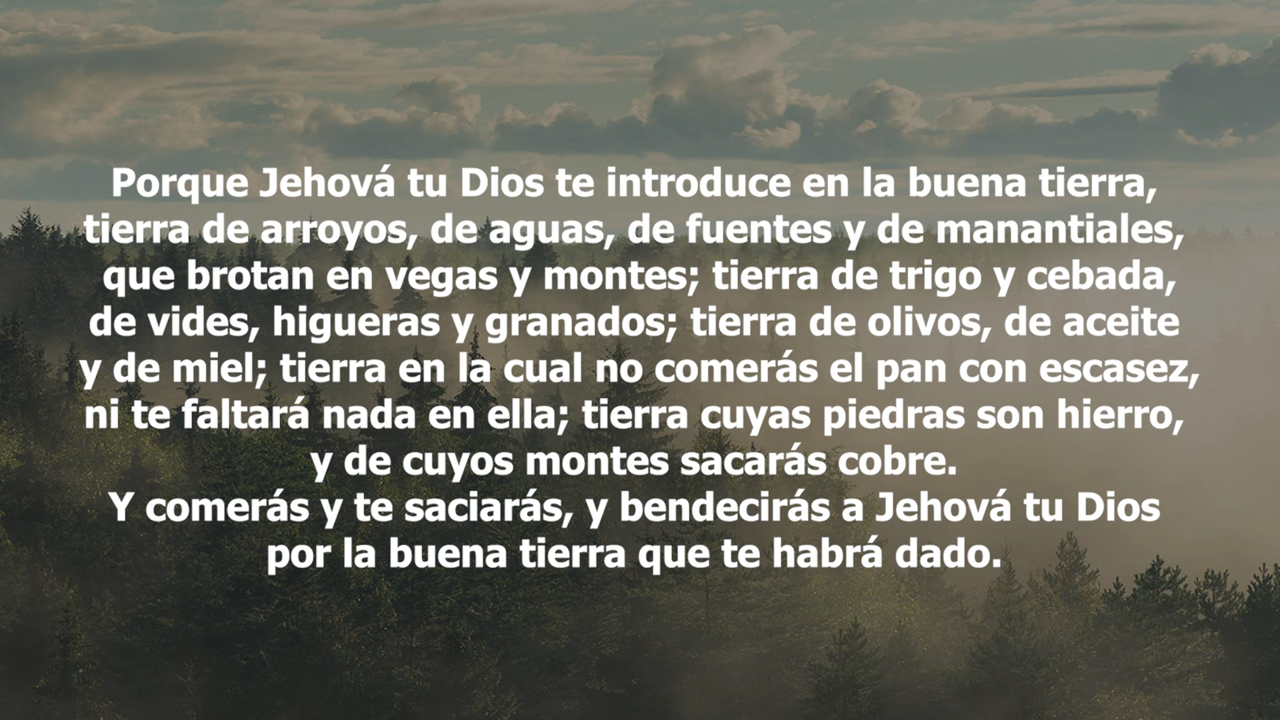 Porque Jehová tu Dios te introduce en la buena tierra,
tierra de arroyos, de aguas, de fuentes y de manantiales,
que brotan en vegas y montes; tierra de trigo y cebada,
de vides, higueras y granados; tierra de olivos, de aceite
y de miel; tierra en la cual no comerás el pan con escasez,
ni te faltará nada en ella; tierra cuyas piedras son hierro,
y de cuyos montes sacarás cobre.
Y comerás y te saciarás, y bendecirás a Jehová tu Dios
por la buena tierra que te habrá dado.